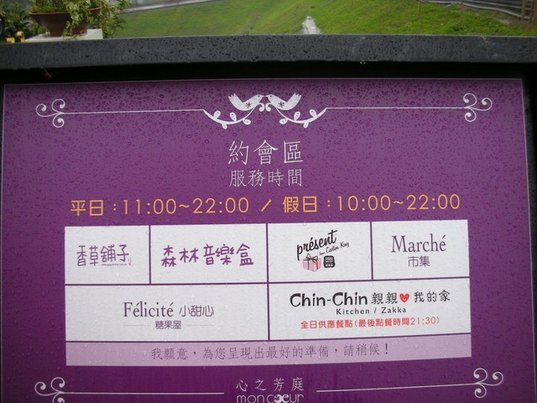 約會區
服務時間
平日：11:00~22:00 / 假日：10:00~22:00
香草舖子
森林音樂盒
présent
Marché
市集
Félicité 小甜心
糖果屋
Chin-Chin 親親 我的家
Kitchen / Zakka
全日供應餐點(最後點餐時間21:30)
我願意，為您呈現出最好的準備，請稍候！
心之芳庭
mon coeur